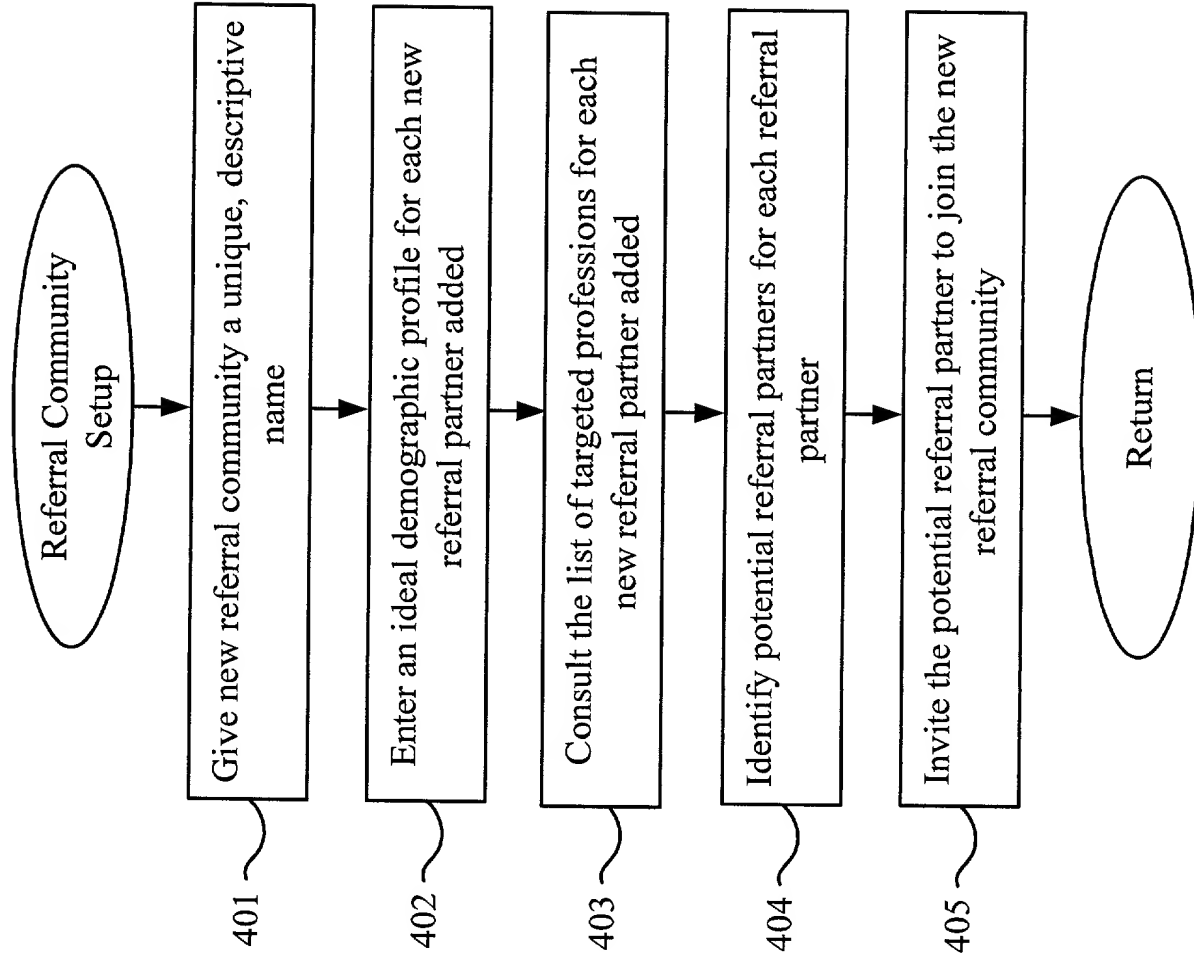 Referral Community
Setup
401
Give new referral community a unique, descriptive
name
402
Enter an ideal demographic profile for each new
referral partner added
403
Consult the list of targeted professions for each
new referral partner added
404
Identify potential referral partners for each referral
partner
405
Invite the potential referral partner to join the new
referral community
Return